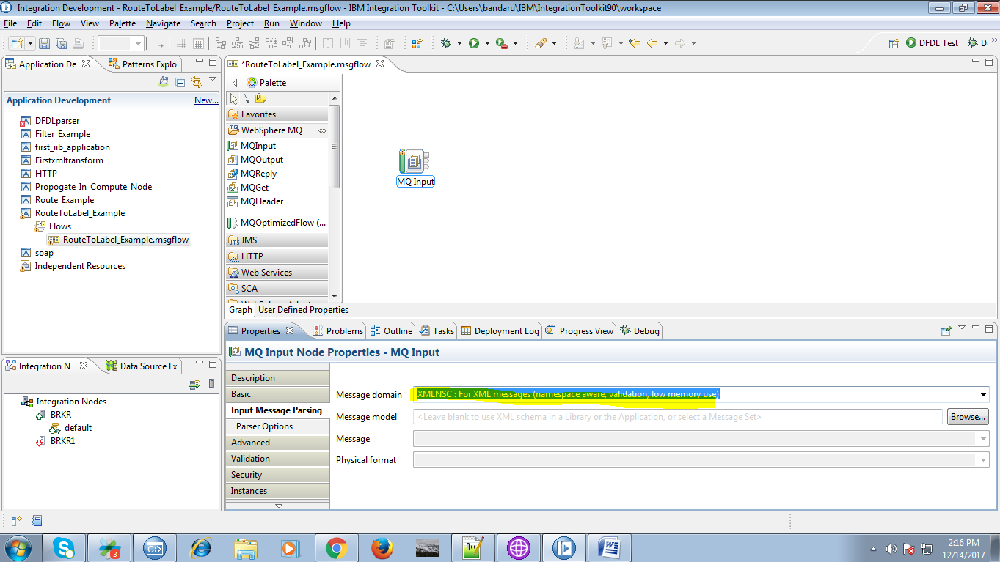 Integration Development - RouteToLabel_Example/RouteToLabel_Example.msgflow - IBM Integration Toolkit - C:\Users\bandaru\IBM\IntegrationToolkit90\workspace
File Edit Flow View Palette Navigate Search Project Run Window Help
DFDL Test D
Application De
Patterns Explo
Application Development
New...
DFDLparser
Filter_Example
first_iib_application
Firstxmltransform
HTTP
Propogate_In_Compute_Node
Route_Example
RouteToLabel_Example
Flows
RouteToLabel_Example.msgflow
soap
Independent Resources
Integration N
Data Source Ex
Integration Nodes
BRKR
default
BRKR1
*RouteToLabel_Example.msgflow
Palette
Favorites
WebSphere MQ
MQInput
MQOutput
MQReply
MQGet
MQHeader
MQOptimizedFlow (...
JMS
HTTP
Web Services
SCA
MQ Input
Graph User Defined Properties
Properties Problems Outline Tasks Deployment Log Progress View Debug
MQ Input Node Properties - MQ Input
Description
Basic
Input Message Parsing
Parser Options
Advanced
Validation
Security
Instances
Message domain XMLNSC : For XML messages (namespace aware, validation, low memory use)
Message model <Leave blank to use XML schema in a Library or the Application, or select a Message Set> Browse...
Message
Physical format
2:16 PM
12/14/2017